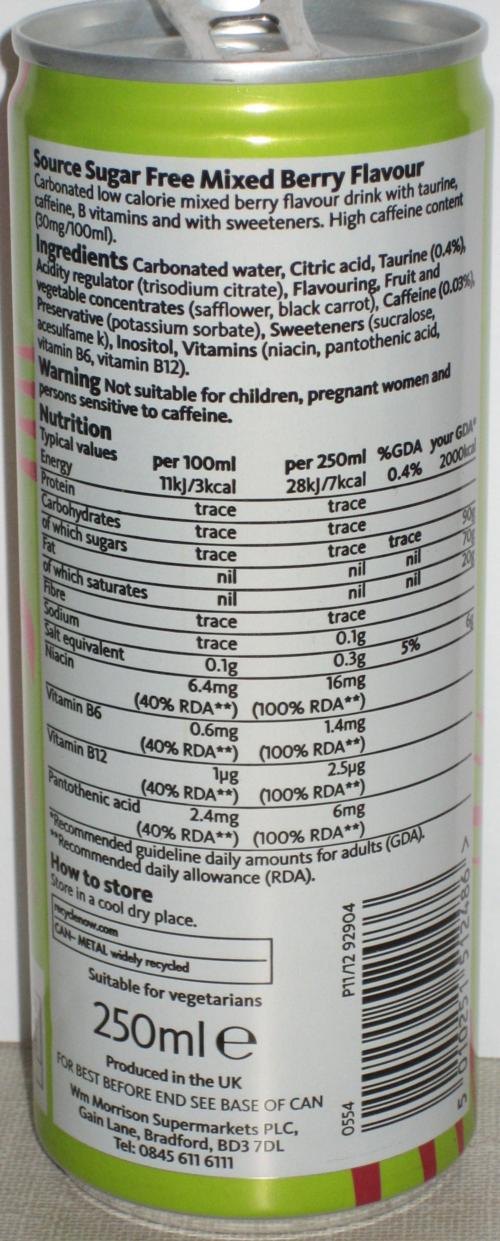 Source Sugar Free Mixed Berry Flavour
Carbonated low calorie mixed berry flavour drink with taurine,
caffeine, B vitamins and with sweeteners. High caffeine content
(30mg/100ml).
Ingredients Carbonated water, Citric acid, Taurine (0.4%),
Acidity regulator (trisodium citrate), Flavouring, Fruit and
vegetable concentrates (safflower, black carrot), Caffeine (0.03%),
Preservative (potassium sorbate), Sweeteners (sucralose,
acesulfame k), Inositol, Vitamins (niacin, pantothenic acid,
vitamin B6, vitamin B12).
Warning Not suitable for children, pregnant women and
persons sensitive to caffeine.
Nutrition
Typical values per 100ml per 250ml %GDA your GDA*
Energy 11kJ/3kcal 28kJ/7kcal 0.4% 2000kcal
Protein trace trace
Carbohydrates trace trace
of which sugars trace trace trace 90g
Fat nil nil nil 70g
of which saturates nil nil nil 20g
Fibre trace trace
Sodium trace 0.1g
Salt equivalent 0.1g 0.3g 5% 6g
Niacin 6.4mg 16mg
(40% RDA**) (100% RDA**)
Vitamin B6 0.6mg 1.4mg
(40% RDA**) (100% RDA**)
Vitamin B12 1µg 2.5µg
(40% RDA**) (100% RDA**)
Pantothenic acid 2.4mg 6mg
(40% RDA**) (100% RDA**)
*Recommended guideline daily amounts for adults (GDA).
**Recommended daily allowance (RDA).
How to store
Store in a cool dry place.
recyclenow.com
CAN- METAL widely recycled
Suitable for vegetarians
250ml e
Produced in the UK
FOR BEST BEFORE END SEE BASE OF CAN
Wm Morrison Supermarkets PLC,
Gain Lane, Bradford, BD3 7DL
Tel: 0845 611 6111
0554
P11/12 92904
5 010251 512486 >